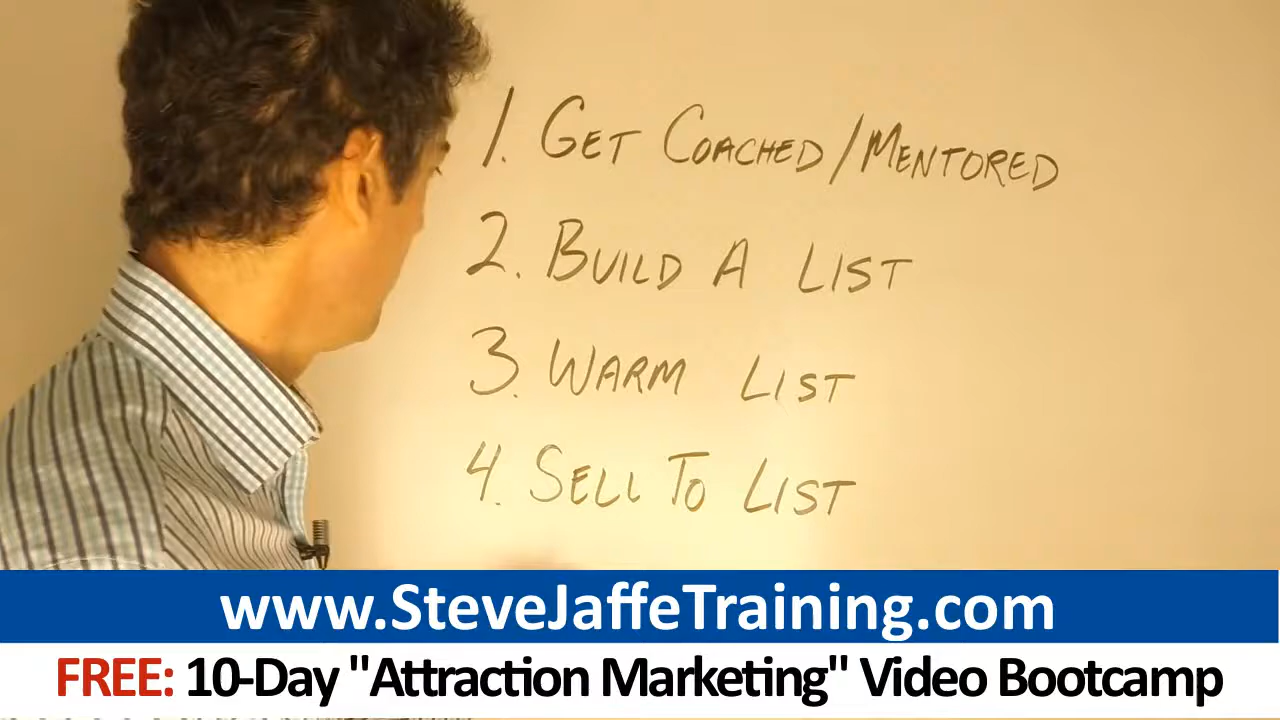 1. GET COACHED/MENTORED
2. BUILD A LIST
3. WARM LIST
4. SELL TO LIST
www.SteveJaffeTraining.com
FREE: 10-Day "Attraction Marketing" Video Bootcamp